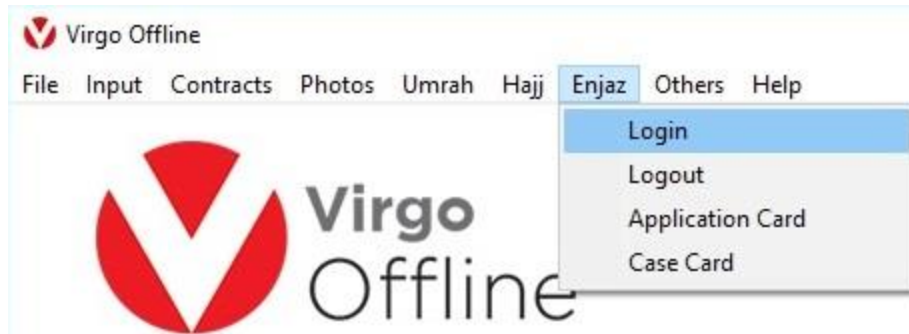 Virgo Offline
File Input Contracts Photos Umrah Hajj Enjaz Others Help
Login
Logout
Application Card
Case Card
Virgo
Offline